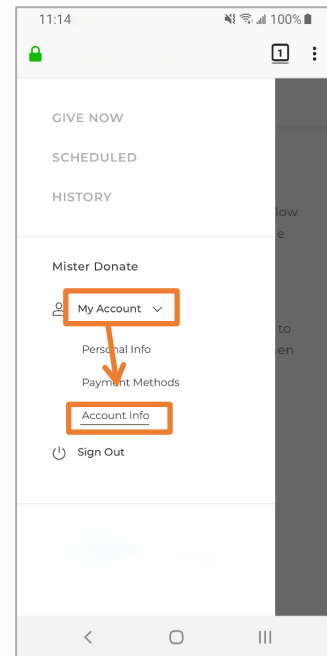 11:14 100%
1
GIVE NOW
SCHEDULED
HISTORY
low
e
Mister Donate
My Account
to
Personal Info
en
Payment Methods
Account Info
Sign Out